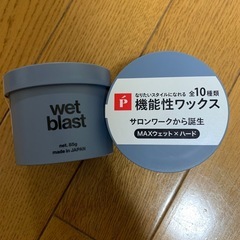 wet
blast
net. 65g
made in JAPAN
P
なりたいスタイルになれる
全10種類
機能性ワックス
サロンワークから誕生
MAXウェット×ハード